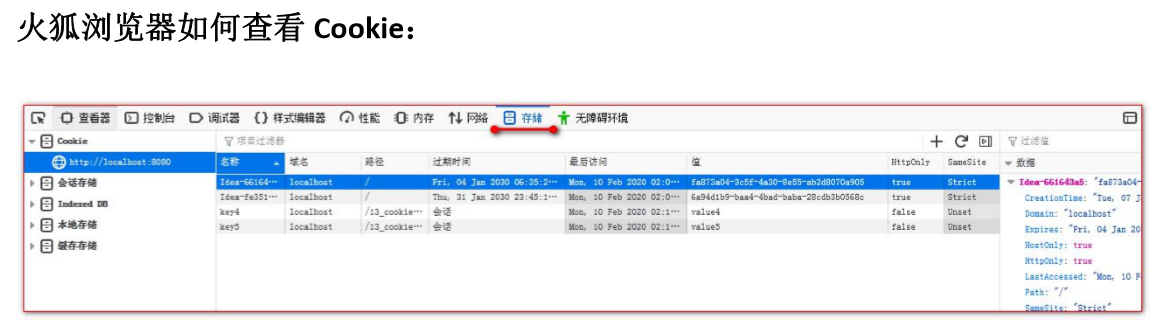 火狐浏览器如何查看 Cookie：
查看器 控制台 调试器 {} 样式编辑器 性能 内存 网络 存储 无障碍环境
Cookie 项目过滤器 过滤值
http://localhost:8080 名称 域名 路径 过期时间 最后访问 值 HttpOnly SameSite 数据
会话存储 Idea-66164… localhost / Fri, 04 Jan 2030 06:35:2… Mon, 10 Feb 2020 02:0… fa873a04-3c5f-4a30-8e55-ab2d8070a905 true Strict Idea-661643a5: "fa873a04-
Indexed DB Idea-fe351… localhost / Thu, 31 Jan 2030 23:45:1… Mon, 10 Feb 2020 02:0… 6a94d1b9-baa4-4bad-baba-28cdb3b0568c true Strict CreationTime: "Tue, 07 J
本地存储 key4 localhost /13_cookie… 会话 Mon, 10 Feb 2020 02:1… value4 false Unset Domain: "localhost"
缓存存储 key5 localhost /13_cookie… 会话 Mon, 10 Feb 2020 02:1… value5 false Unset Expires: "Fri, 04 Jan 20
HostOnly: true
HttpOnly: true
LastAccessed: "Mon, 10 F
Path: "/"
SameSite: "Strict"